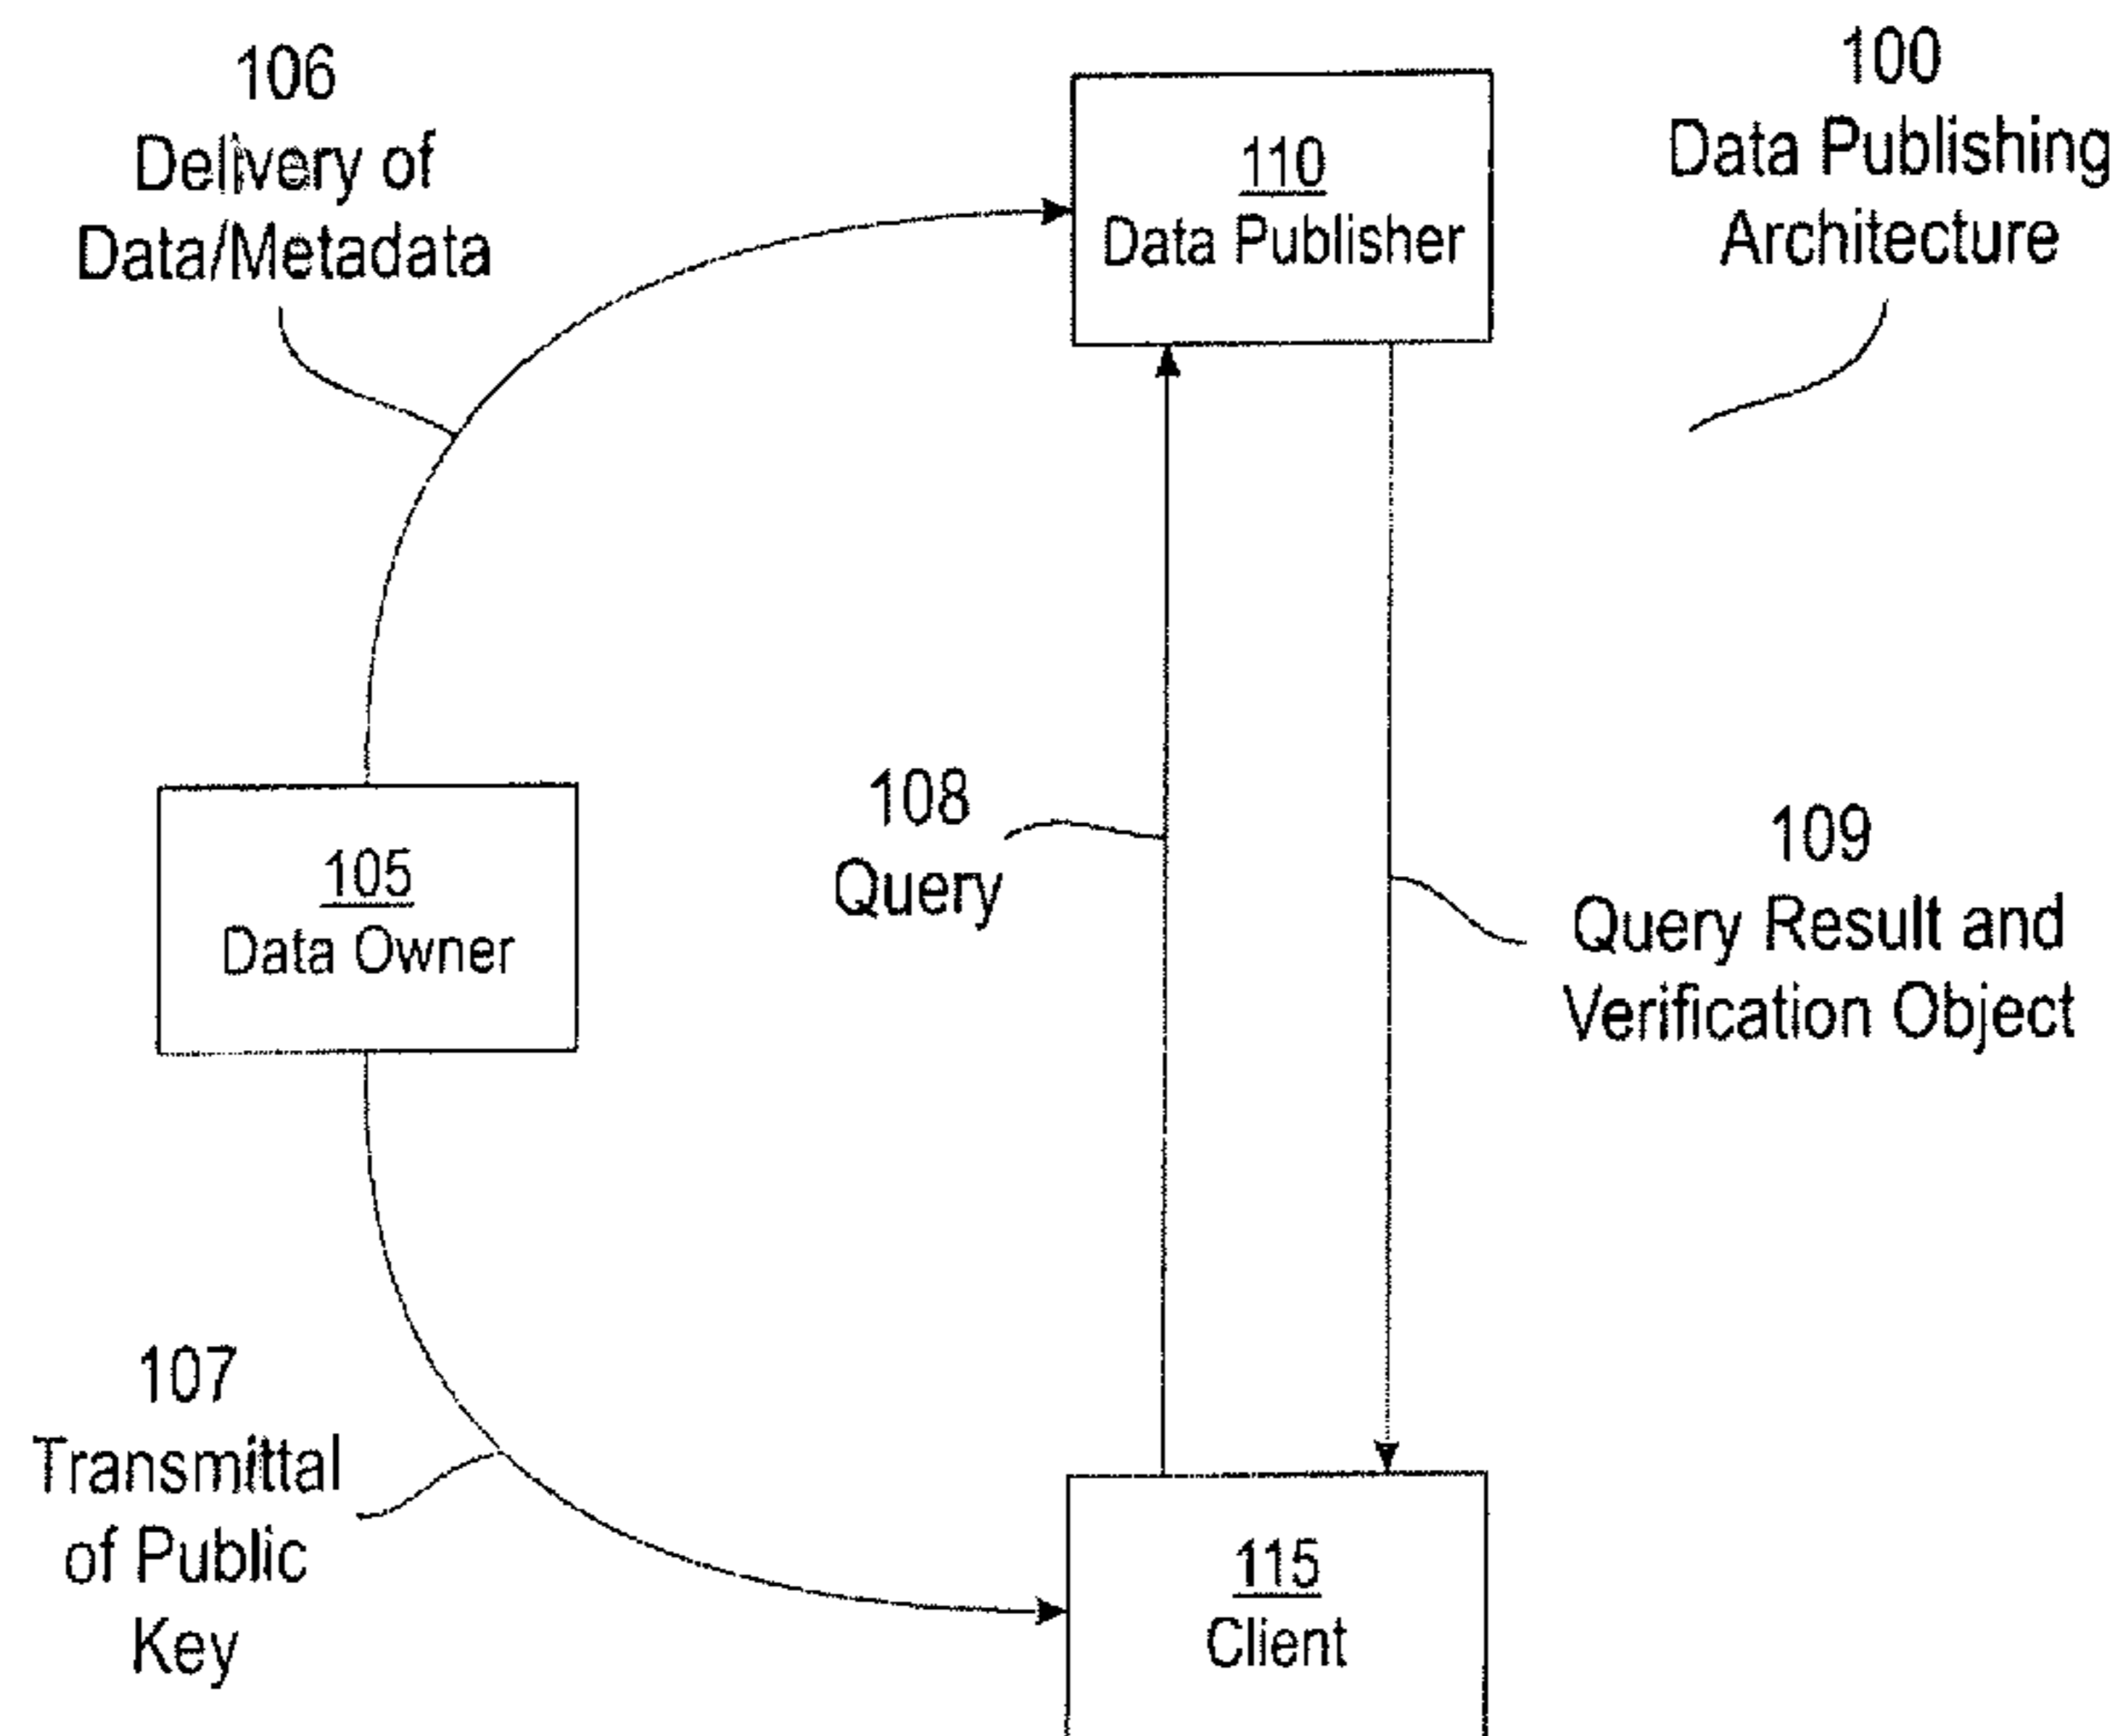 106
Delivery of
Data/Metadata
110
Data Publisher
100
Data Publishing
Architecture
105
Data Owner
108
Query
109
Query Result and
Verification Object
107
Transmittal
of Public
Key
115
Client